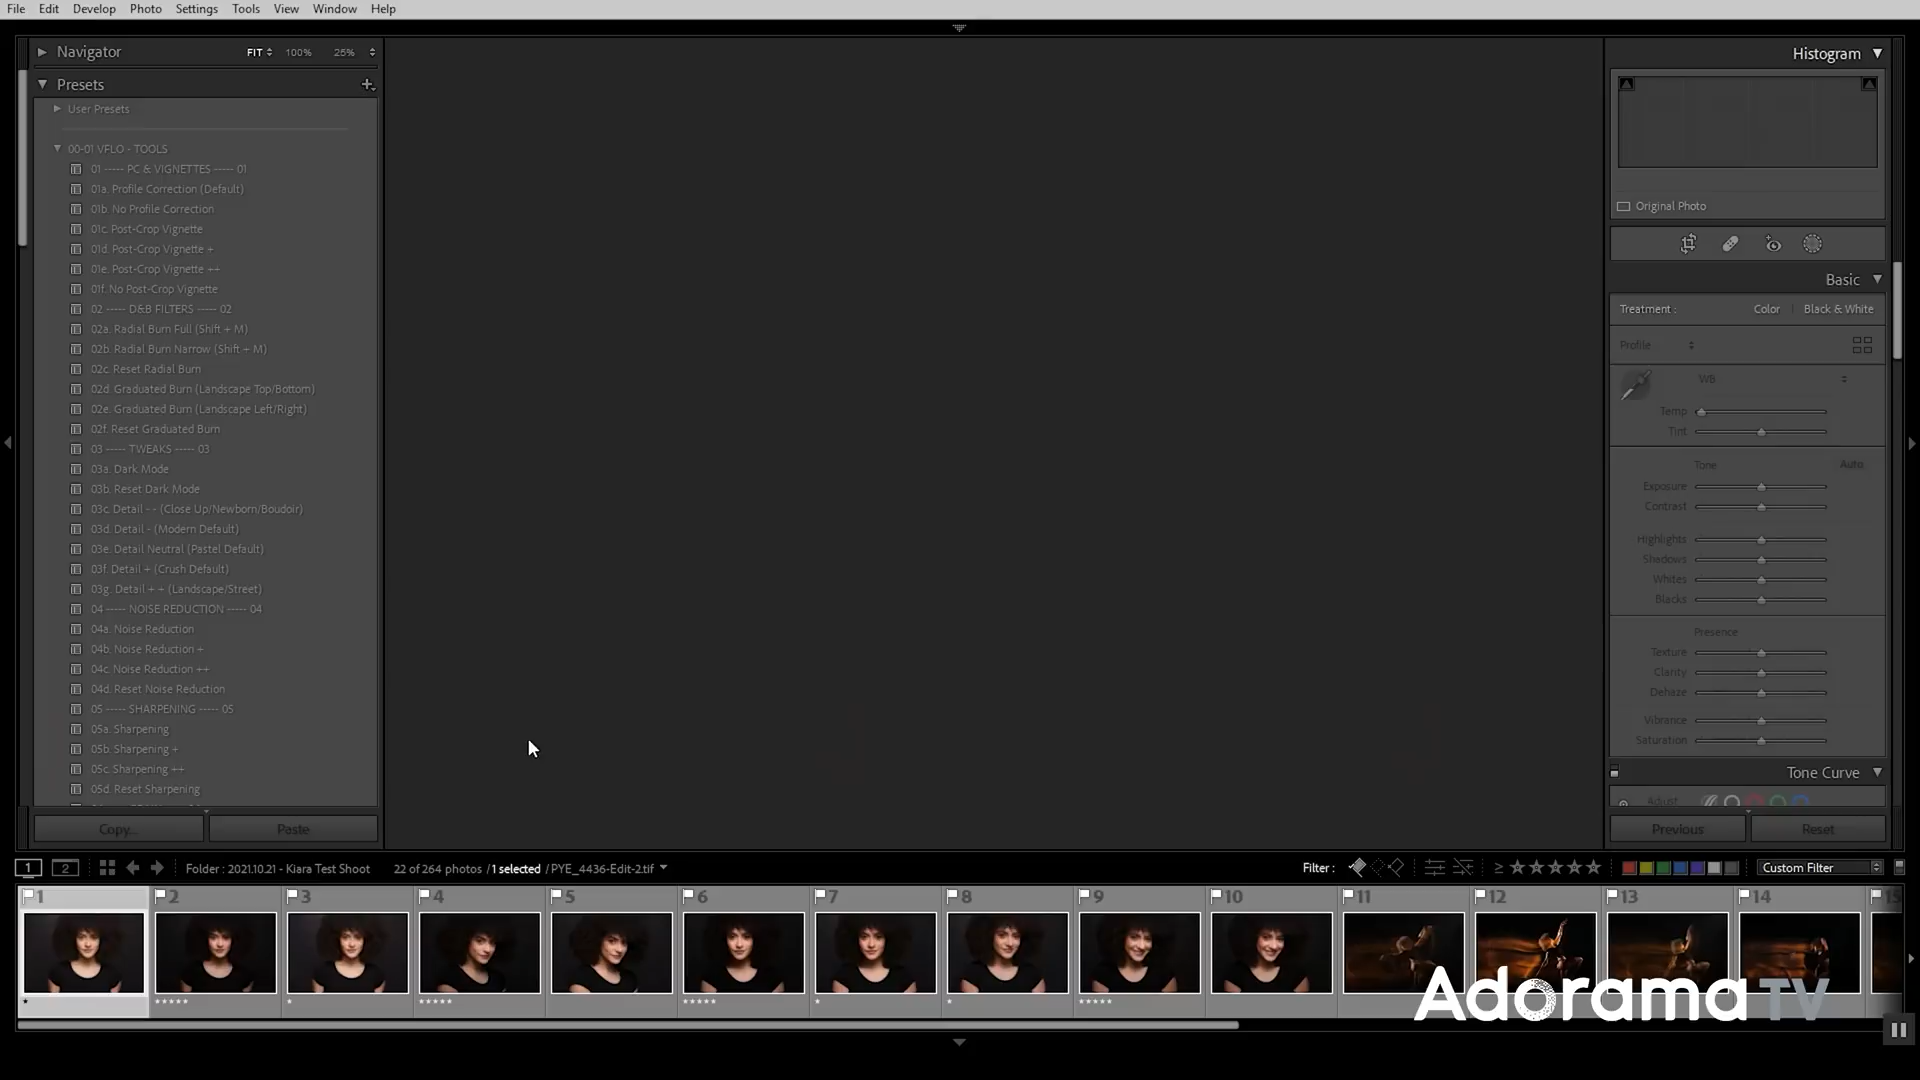 File Edit Develop Photo Settings Tools View Window Help
Navigator FIT 100% 25%
Presets
User Presets
00-01 VFLO - TOOLS
01 ----- PC & VIGNETTES ----- 01
01a. Profile Correction (Default)
01b. No Profile Correction
01c. Post-Crop Vignette
01d. Post-Crop Vignette +
01e. Post-Crop Vignette ++
01f. No Post-Crop Vignette
02 ----- D&B FILTERS ----- 02
02a. Radial Burn Full (Shift + M)
02b. Radial Burn Narrow (Shift + M)
02c. Reset Radial Burn
02d. Graduated Burn (Landscape Top/Bottom)
02e. Graduated Burn (Landscape Left/Right)
02f. Reset Graduated Burn
03 ----- TWEAKS ----- 03
03a. Dark Mode
03b. Reset Dark Mode
03c. Detail - - (Close Up/Newborn/Boudoir)
03d. Detail - (Modern Default)
03e. Detail Neutral (Pastel Default)
03f. Detail + (Crush Default)
03g. Detail + + (Landscape/Street)
04 ----- NOISE REDUCTION ----- 04
04a. Noise Reduction
04b. Noise Reduction +
04c. Noise Reduction ++
04d. Reset Noise Reduction
05 ----- SHARPENING ----- 05
05a. Sharpening
05b. Sharpening +
05c. Sharpening ++
05d. Reset Sharpening
Copy... Paste
Histogram
Original Photo
Basic
Treatment : Color Black & White
Profile
WB
Temp
Tint
Tone Auto
Exposure
Contrast
Highlights
Shadows
Whites
Blacks
Presence
Texture
Clarity
Dehaze
Vibrance
Saturation
Tone Curve
Adjust
Previous Reset
1 2 Folder : 2021.10.21 - Kiara Test Shoot 22 of 264 photos / 1 selected / PYE_4436-Edit-2.tif Filter : ≥ ★★★★★ Custom Filter
1 2 3 4 5 6 7 8 9 10 11 12 13 14 15
Adorama TV